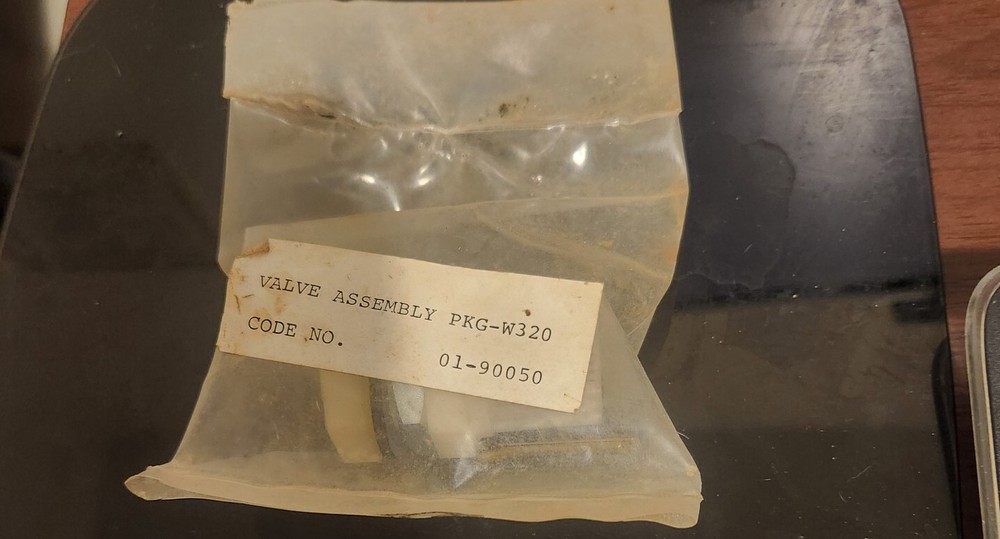 VALVE ASSEMBLY PKG-W320
CODE NO.
01-90050